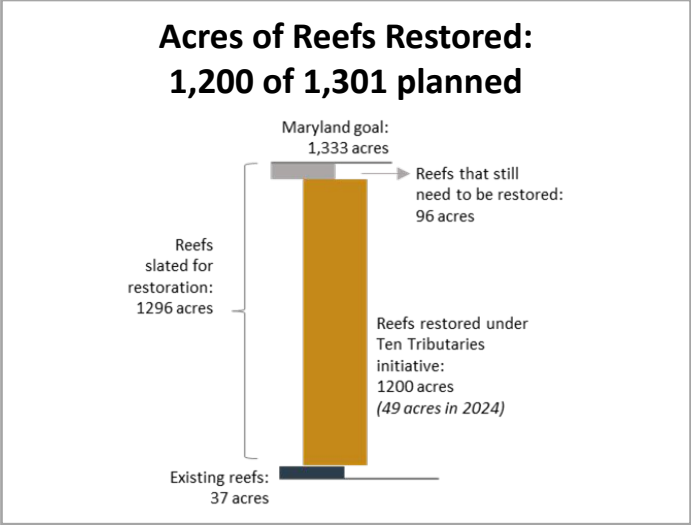 Acres of Reefs Restored:
1,200 of 1,301 planned
Maryland goal:
1,333 acres
Reefs that still
need to be restored:
96 acres
Reefs
slated for
restoration:
1296 acres
Reefs restored under
Ten Tributaries
initiative:
1200 acres
(49 acres in 2024)
Existing reefs:
37 acres